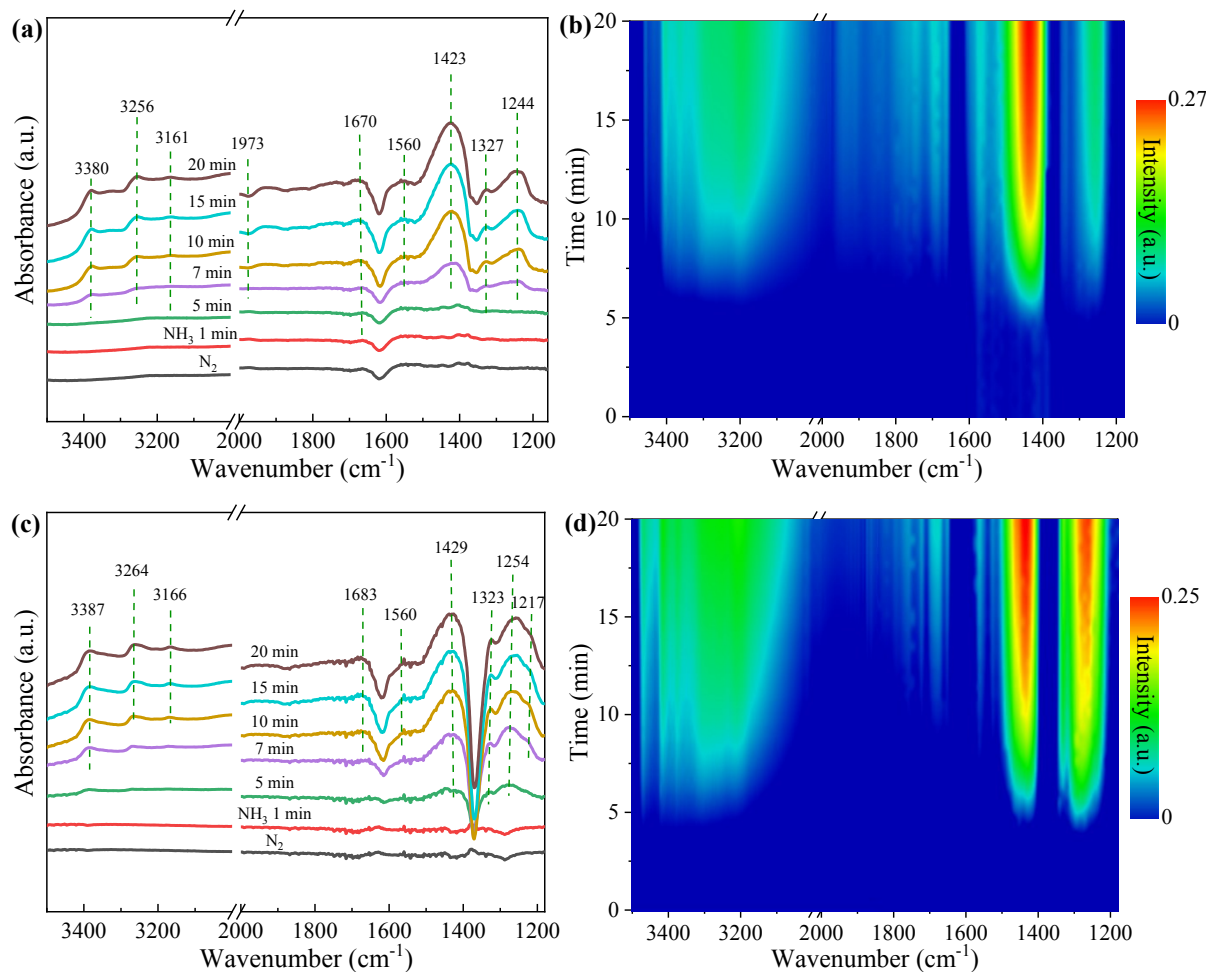 (a)
Absorbance (a.u.)
3380
3256
3161
1973
1670
1560
1423
1327
1244
20 min
15 min
10 min
7 min
5 min
NH3 1 min
N2
3400 3200 2000 1600 1400 1200
Wavenumber (cm-1)
(b)
Time (min)
20
15
10
5
0
3400 3200 2000 1600 1400 1200
Wavenumber (cm-1)
0.27
Intensity (a.u.)
0
(c)
Absorbance (a.u.)
3387
3264
3166
1683
1560
1429
1323
1254
1217
20 min
15 min
10 min
7 min
5 min
NH3 1 min
N2
3400 3200 2000 1600 1400 1200
Wavenumber (cm-1)
(d)
Time (min)
20
15
10
5
0
3400 3200 2000 1600 1400 1200
Wavenumber (cm-1)
0.25
Intensity (a.u.)
0